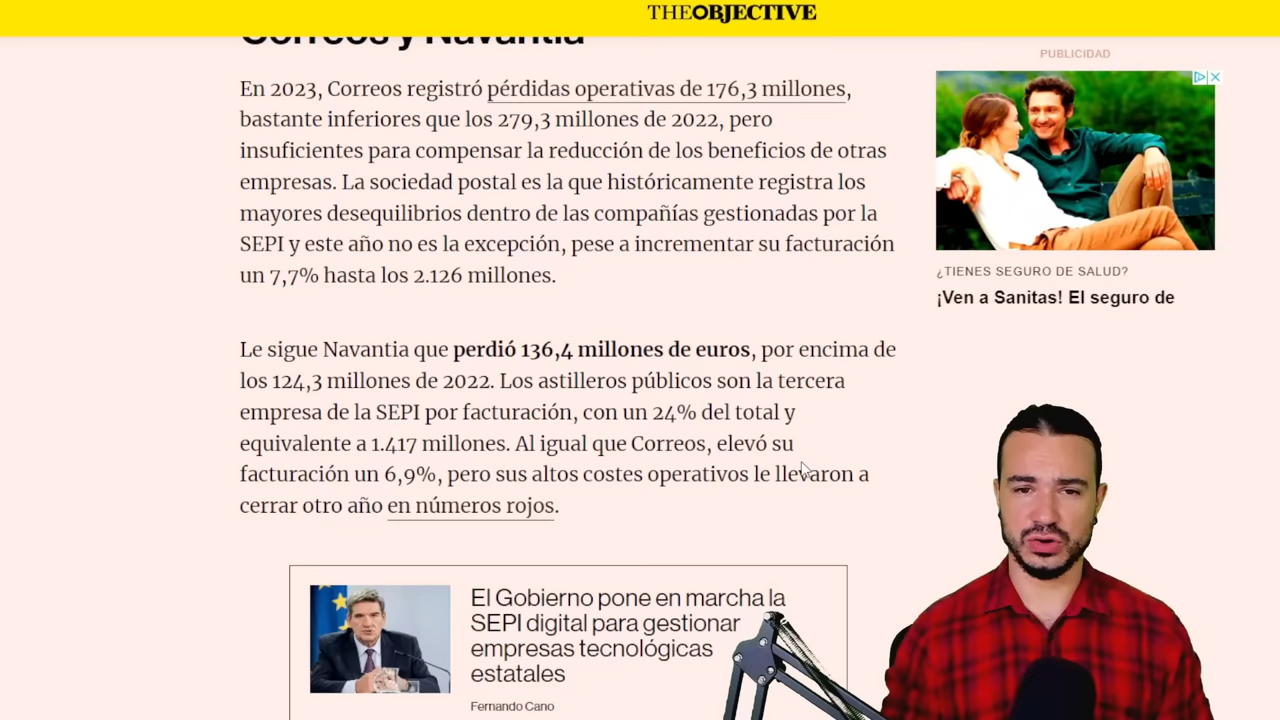 THEOBJECTIVE
Correos y Navantia
En 2023, Correos registró pérdidas operativas de 176,3 millones,
bastante inferiores que los 279,3 millones de 2022, pero
insuficientes para compensar la reducción de los beneficios de otras
empresas. La sociedad postal es la que históricamente registra los
mayores desequilibrios dentro de las compañías gestionadas por la
SEPI y este año no es la excepción, pese a incrementar su facturación
un 7,7% hasta los 2.126 millones.
Le sigue Navantia que perdió 136,4 millones de euros, por encima de
los 124,3 millones de 2022. Los astilleros públicos son la tercera
empresa de la SEPI por facturación, con un 24% del total y
equivalente a 1.417 millones. Al igual que Correos, elevó su
facturación un 6,9%, pero sus altos costes operativos le llevaron a
cerrar otro año en números rojos.
El Gobierno pone en marcha la
SEPI digital para gestionar
empresas tecnológicas
estatales
Fernando Cano
PUBLICIDAD
¿TIENES SEGURO DE SALUD?
¡Ven a Sanitas! El seguro de